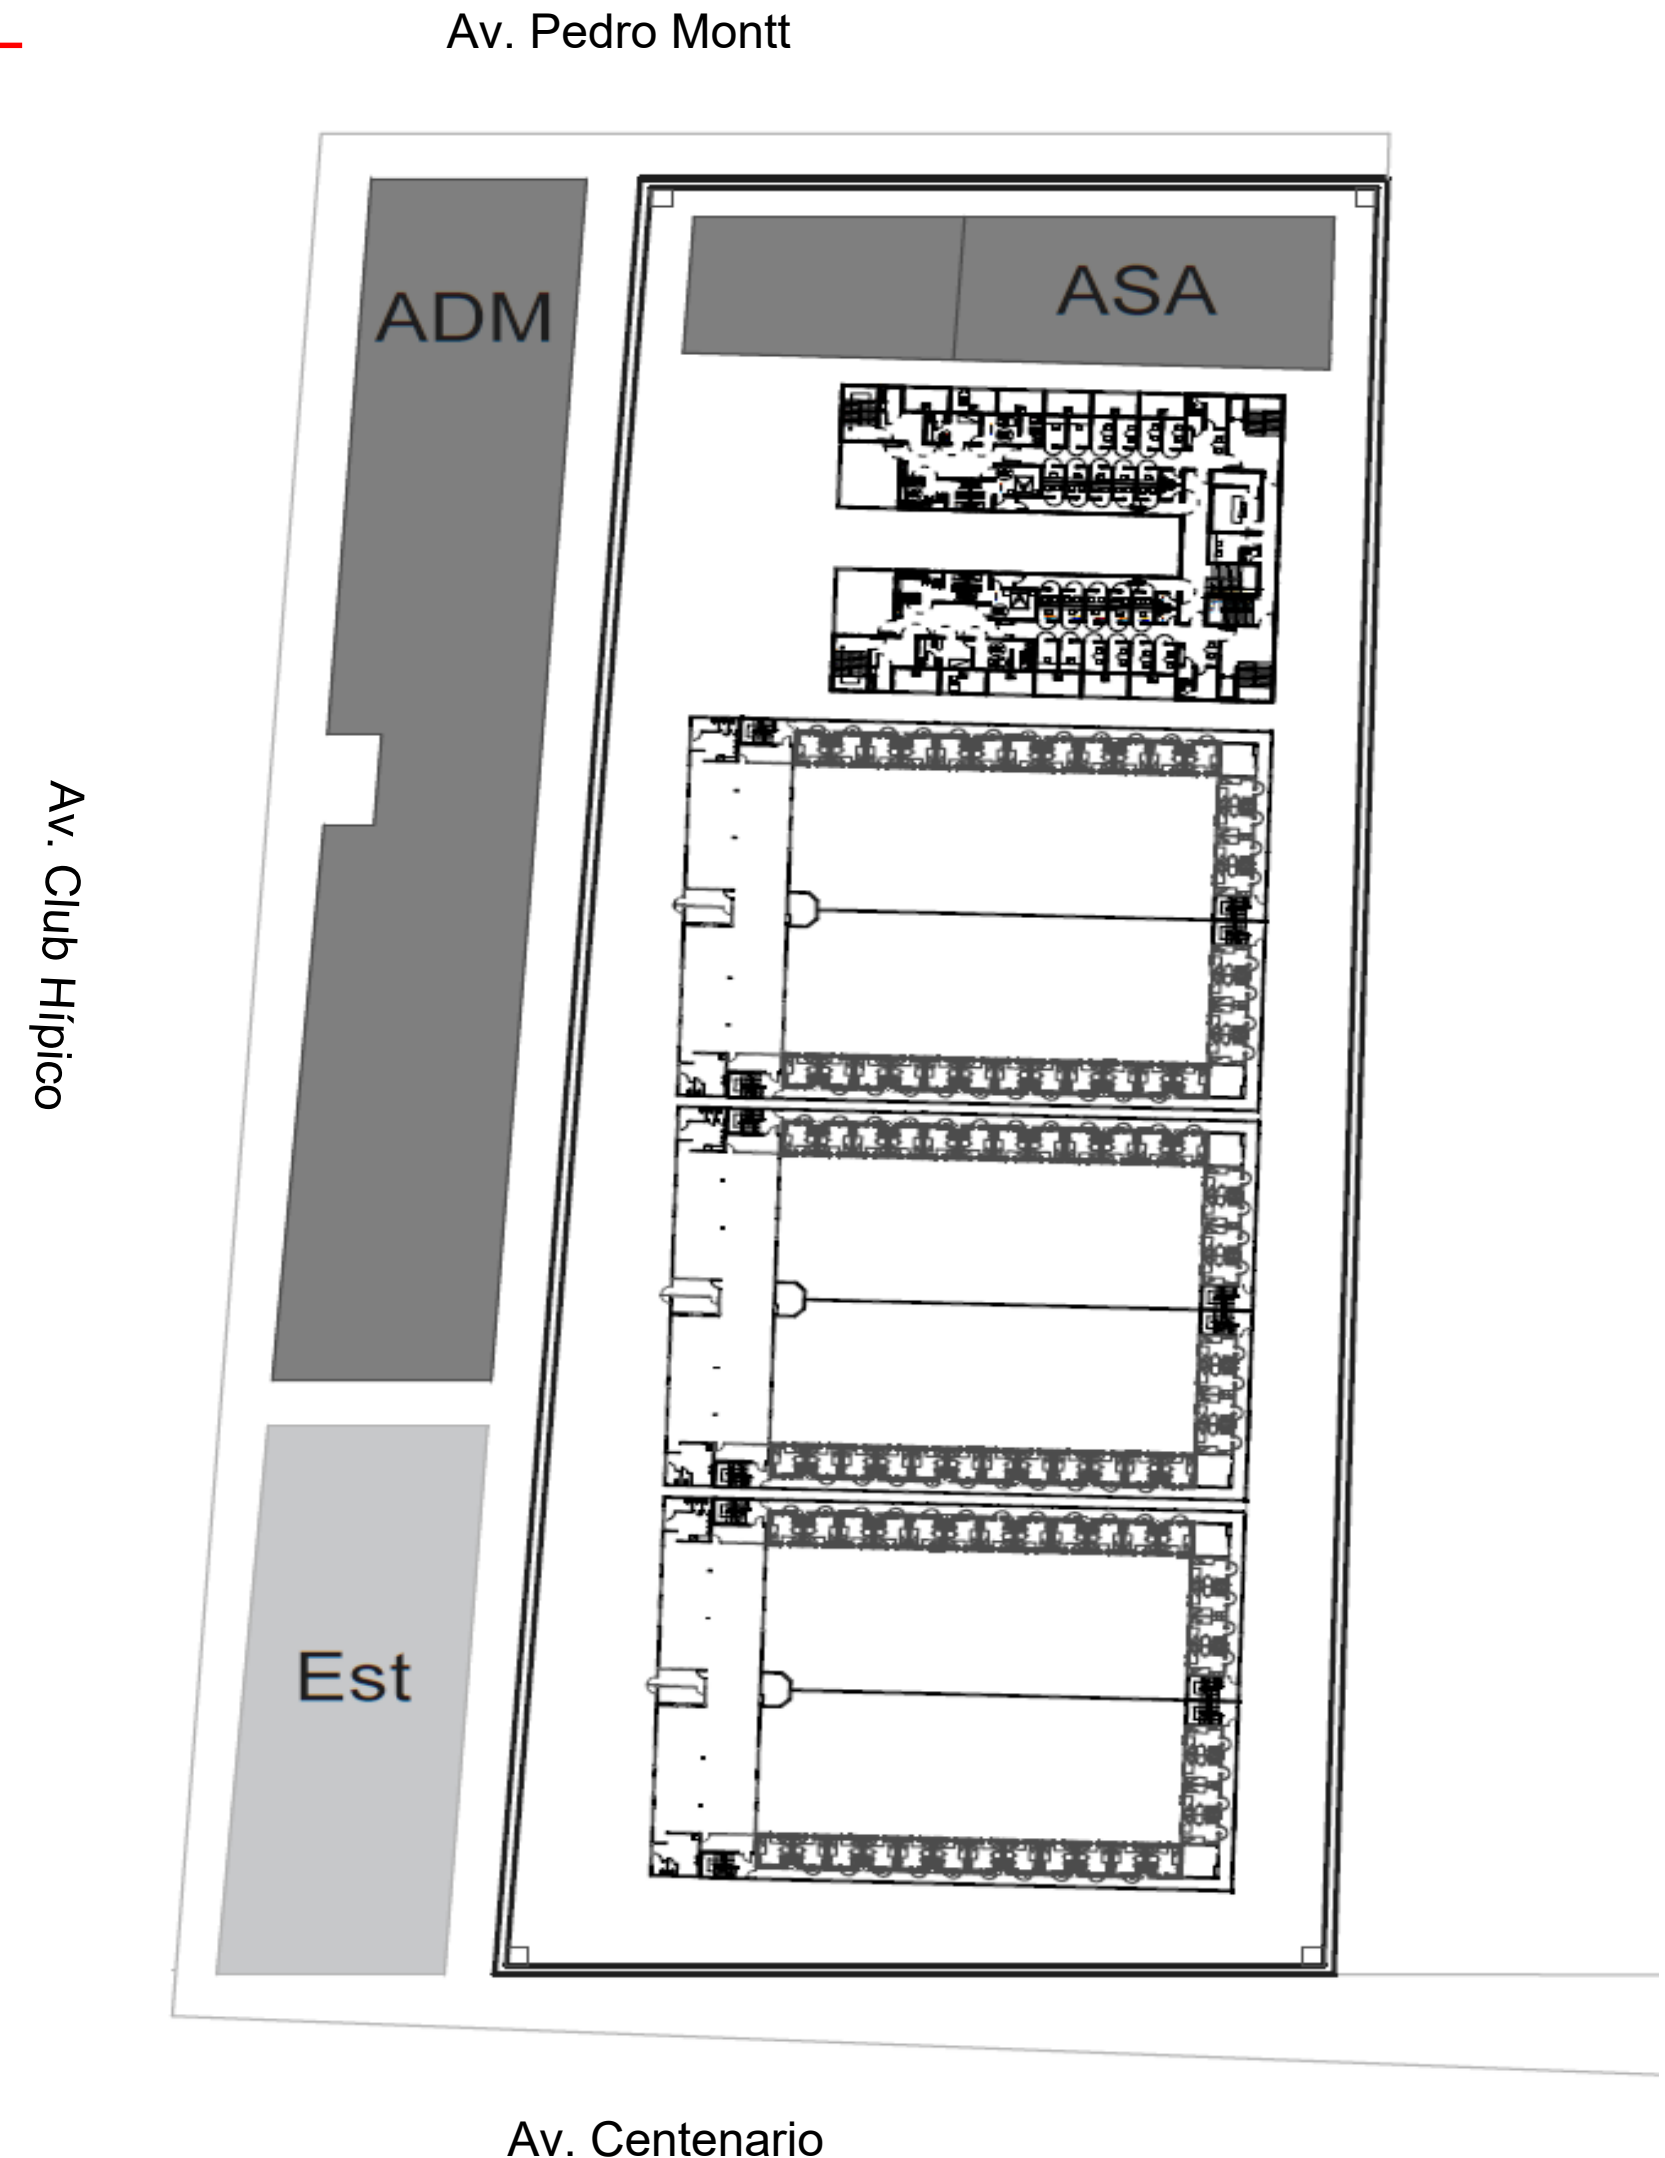 Av. Pedro Montt
ADM
ASA
Av. Club Hípico
Est
Av. Centenario